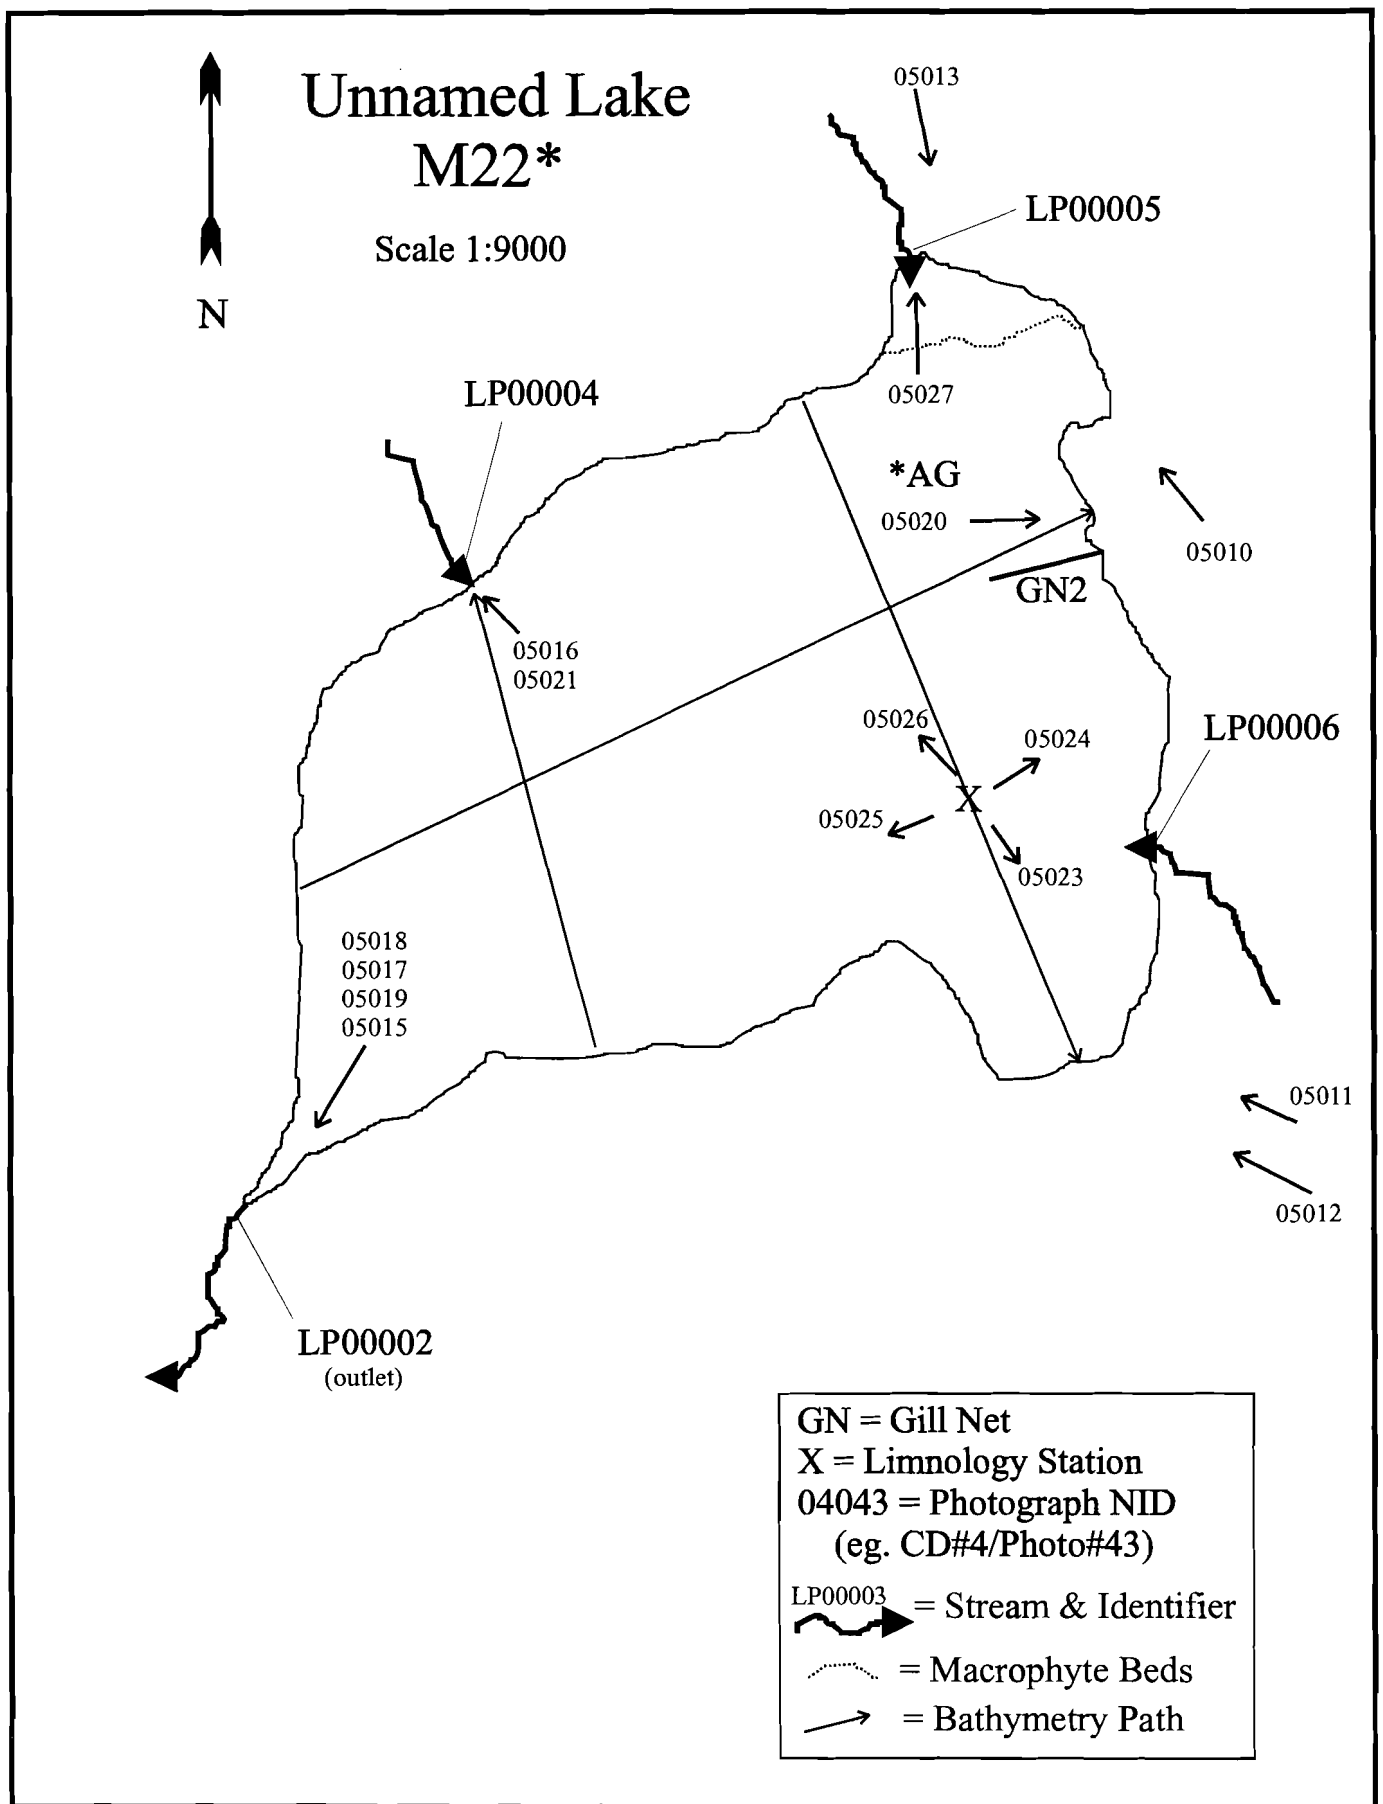 Unnamed Lake
M22*
Scale 1:9000
N
05013
LP00005
05027
LP00004
*AG
05020
05010
GN2
05016
05021
05026
05024
LP00006
X
05025
05023
05018
05017
05019
05015
05011
05012
LP00002
(outlet)
GN = Gill Net
X = Limnology Station
04043 = Photograph NID
(eg. CD#4/Photo#43)
LP00003 = Stream & Identifier
= Macrophyte Beds
= Bathymetry Path